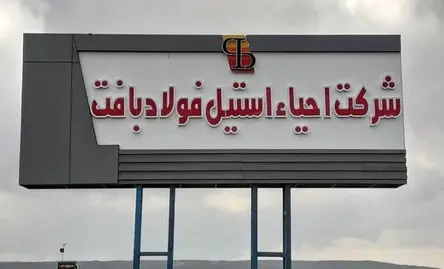 شرکت احیاء استیل فولاد بافت